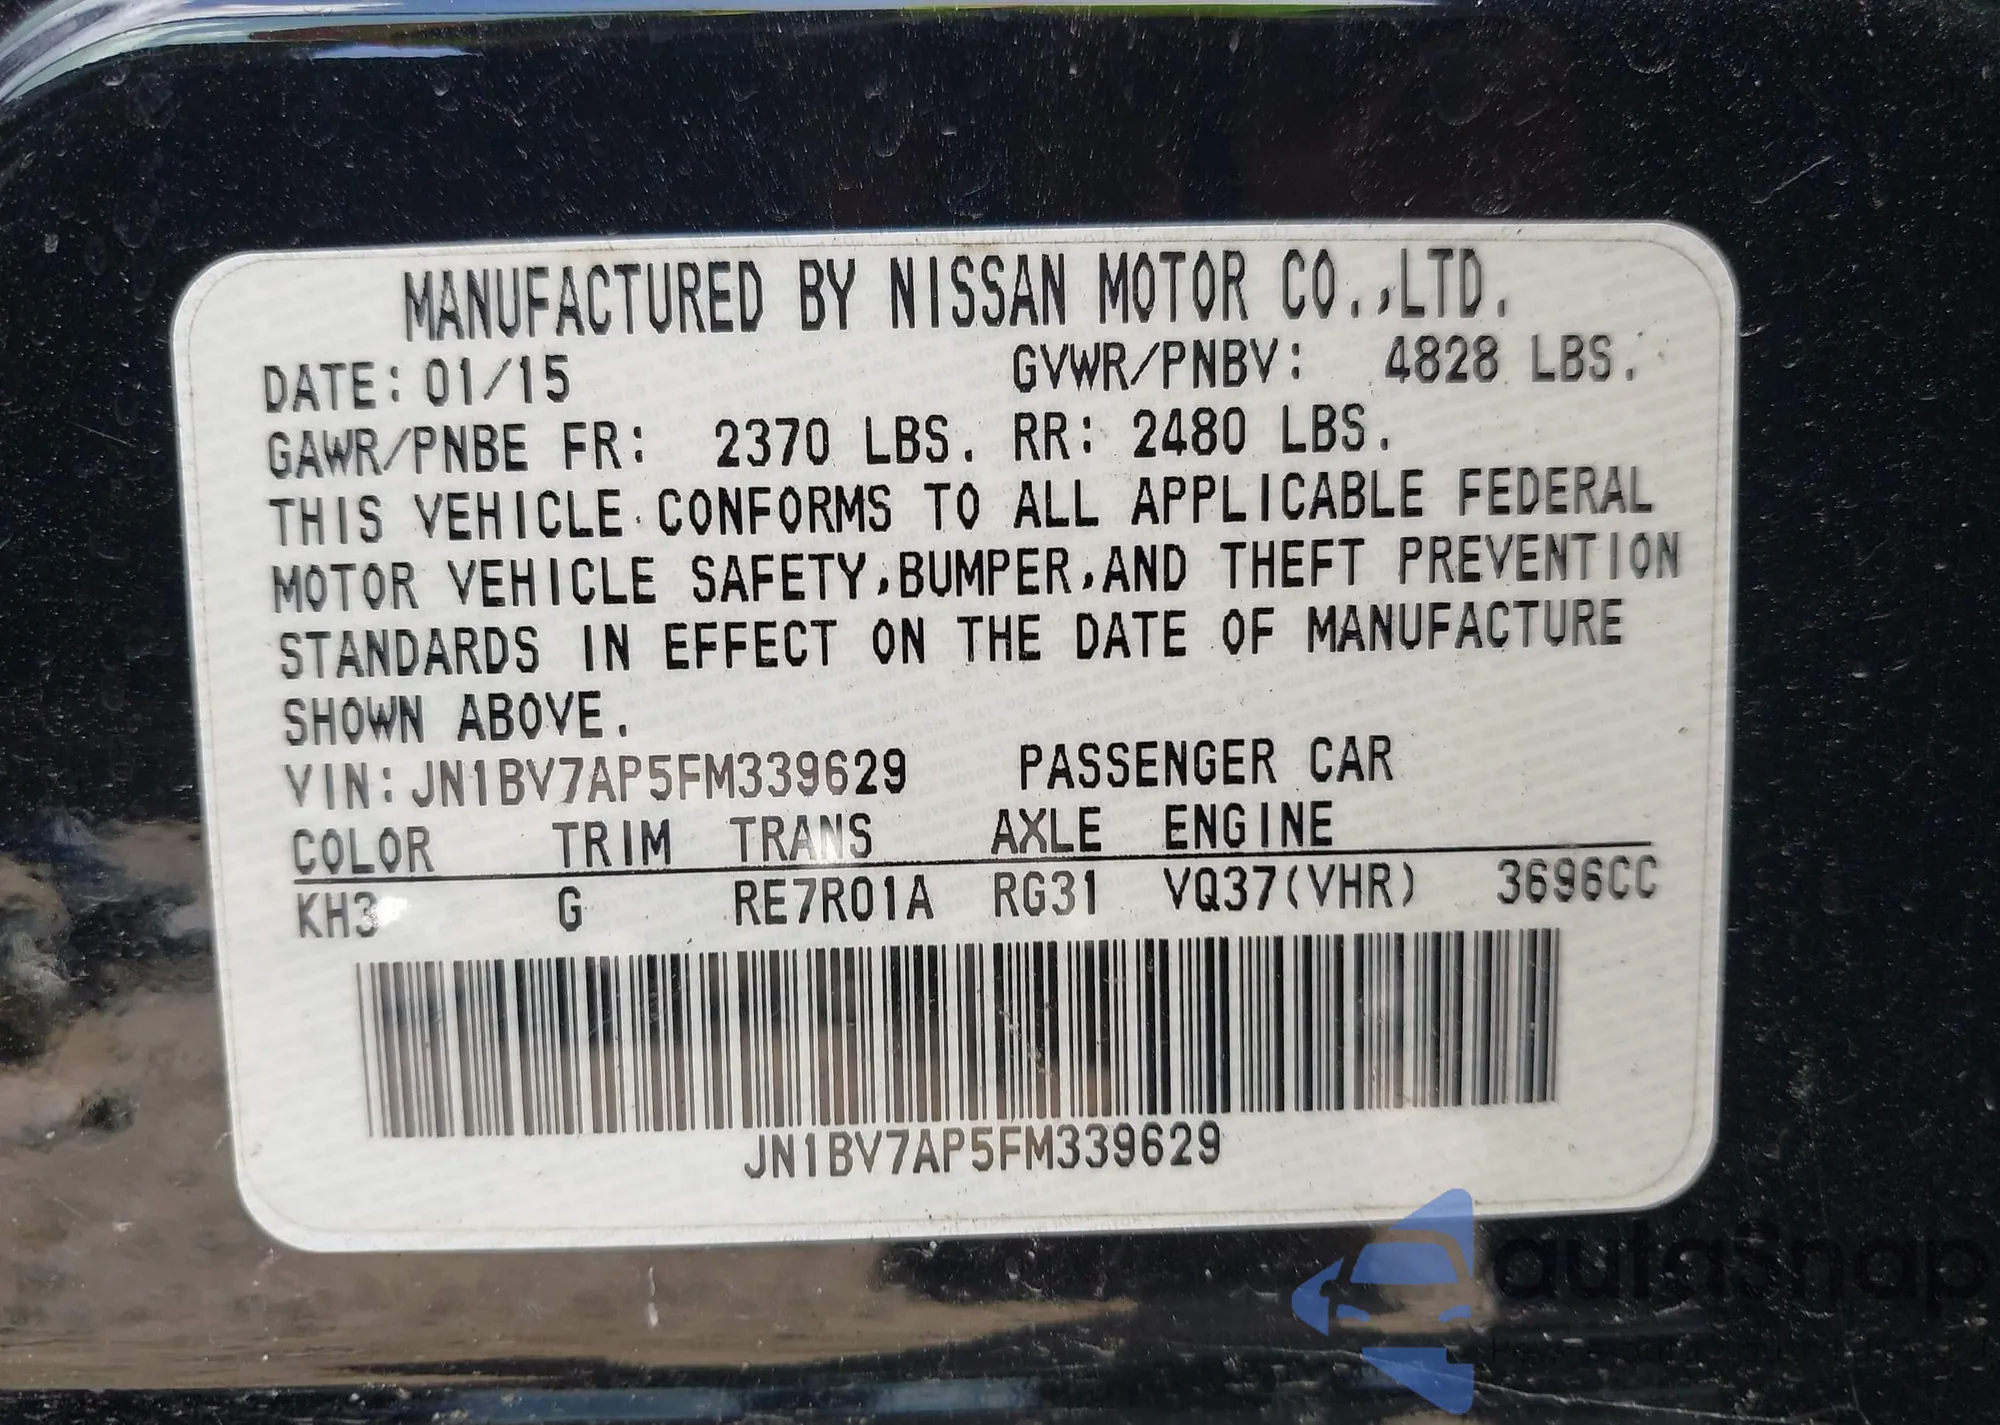 MANUFACTURED BY NISSAN MOTOR CO.,LTD.
DATE: 01/15 GVWR/PNBV: 4828 LBS.
GAWR/PNBE FR: 2370 LBS. RR: 2480 LBS.
THIS VEHICLE CONFORMS TO ALL APPLICABLE FEDERAL
MOTOR VEHICLE SAFETY,BUMPER,AND THEFT PREVENTION
STANDARDS IN EFFECT ON THE DATE OF MANUFACTURE
SHOWN ABOVE.
VIN:JN1BV7AP5FM339629 PASSENGER CAR
COLOR TRIM TRANS AXLE ENGINE
KH3 G RE7R01A RG31 VQ37(VHR) 3696CC
JN1BV7AP5FM339629
autasnap